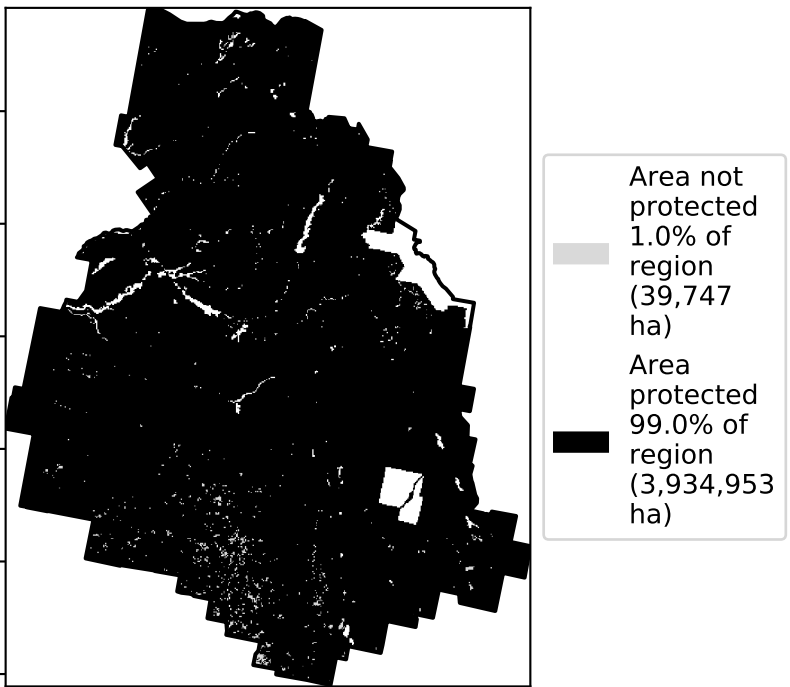 Area not
protected
1.0% of
region
(39,747
ha)
Area
protected
99.0% of
region
(3,934,953
ha)